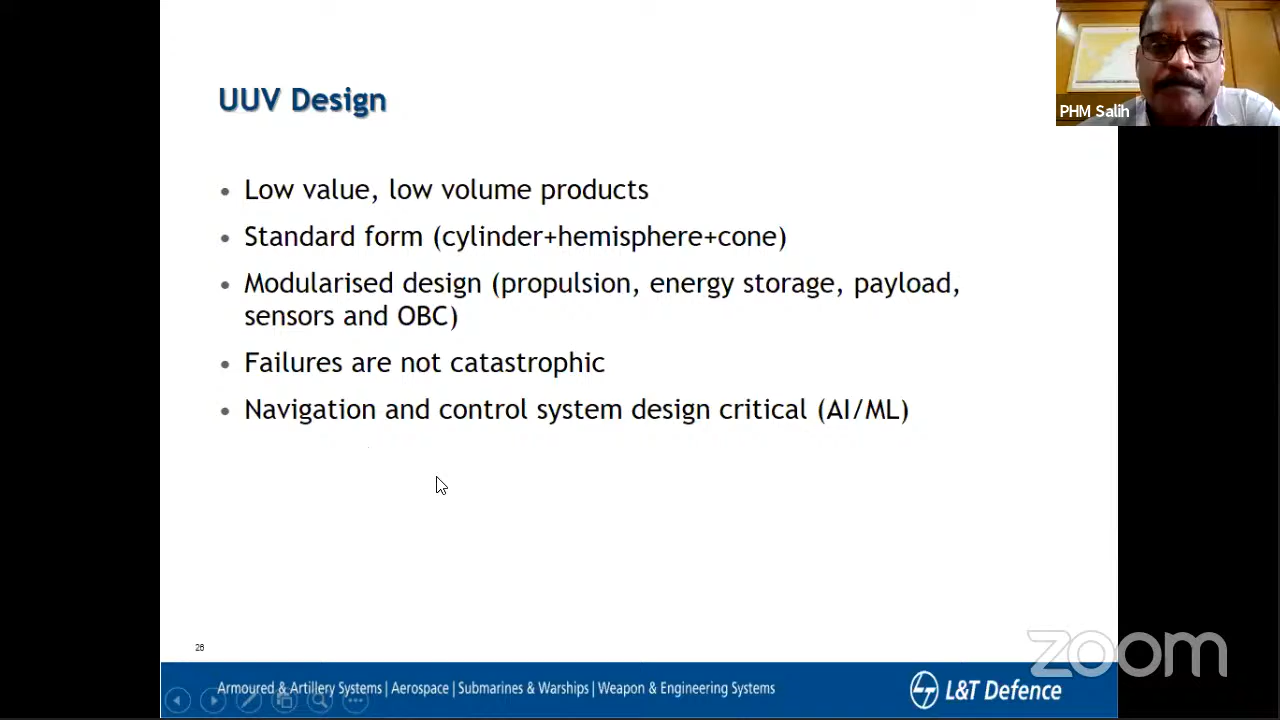 UUV Design
PHM Salih
• Low value, low volume products
• Standard form (cylinder+hemisphere+cone)
• Modularised design (propulsion, energy storage, payload,
sensors and OBC)
• Failures are not catastrophic
• Navigation and control system design critical (AI/ML)
26
zoom
Armoured & Artillery Systems | Aerospace | Submarines & Warships | Weapon & Engineering Systems
L&T Defence